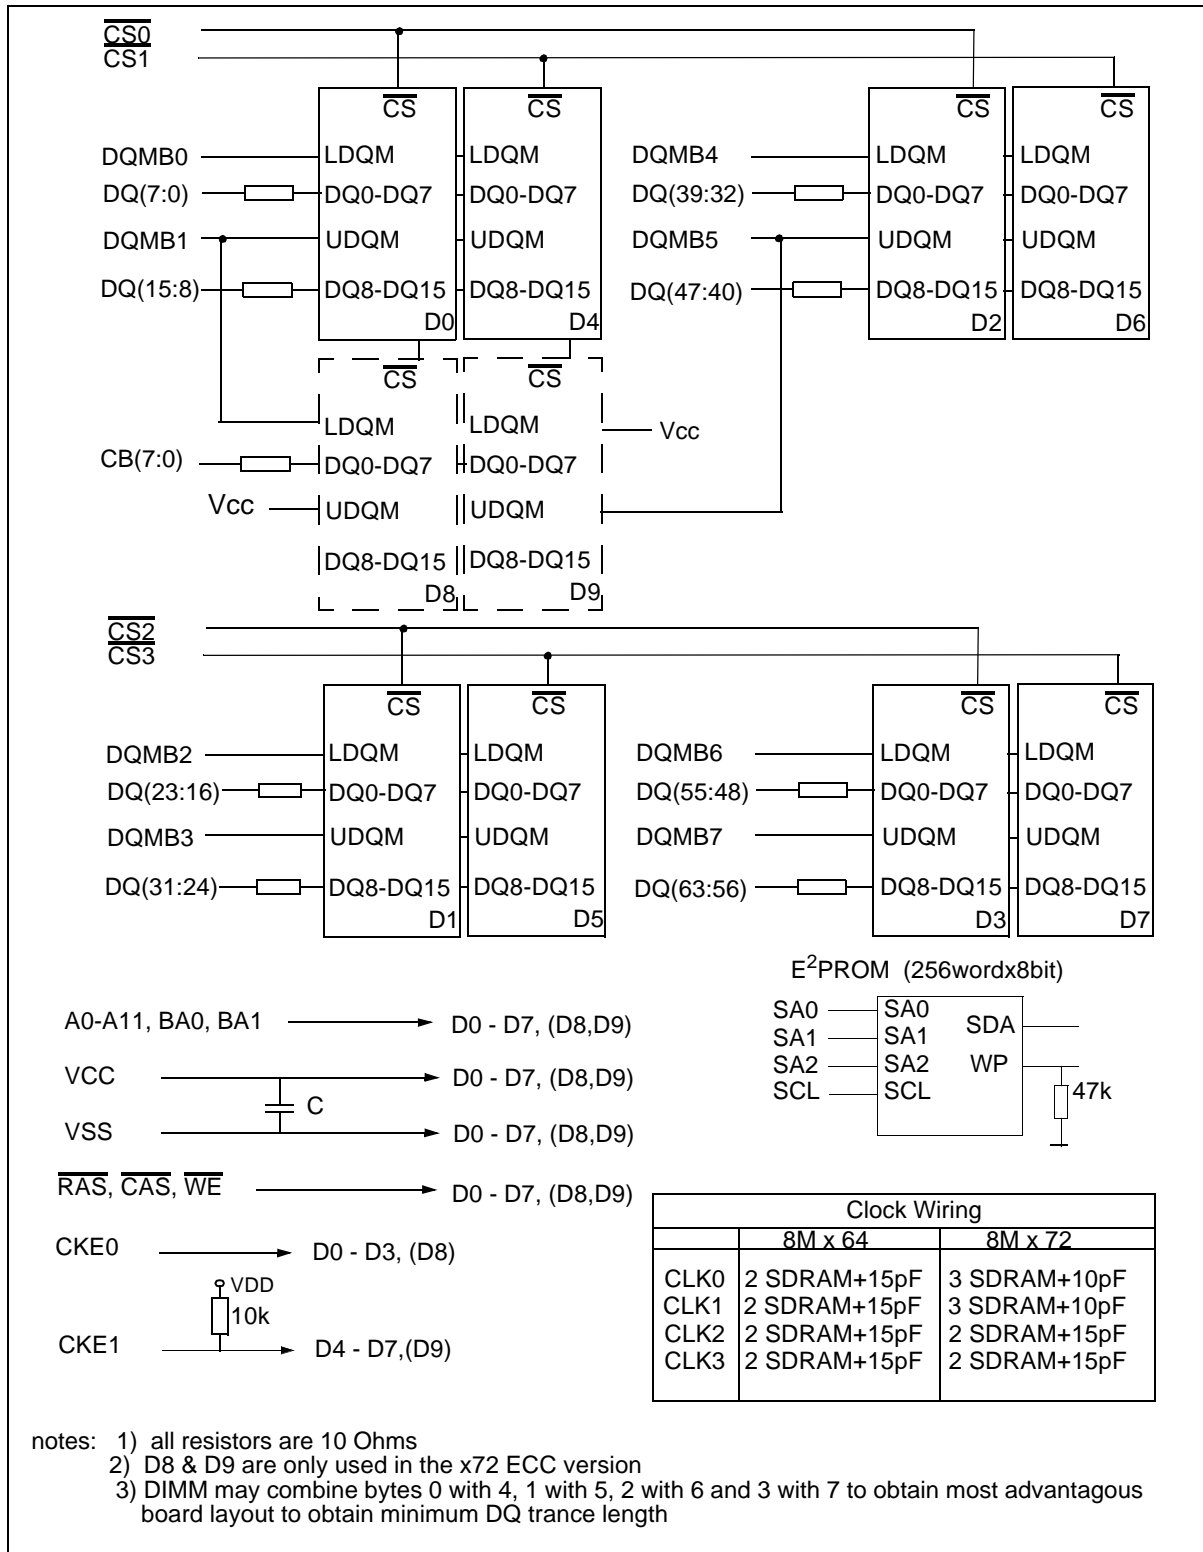 CS0
CS1
CS CS CS CS
DQMB0 LDQM LDQM DQMB4 LDQM LDQM
DQ(7:0) DQ0-DQ7 DQ0-DQ7 DQ(39:32) DQ0-DQ7 DQ0-DQ7
DQMB1 UDQM UDQM DQMB5 UDQM UDQM
DQ(15:8) DQ8-DQ15 DQ8-DQ15 DQ(47:40) DQ8-DQ15 DQ8-DQ15
D0 D4 D2 D6
CS CS
LDQM LDQM Vcc
CB(7:0) DQ0-DQ7 DQ0-DQ7
Vcc UDQM UDQM
DQ8-DQ15 DQ8-DQ15
D8 D9
CS2
CS3
CS CS CS CS
DQMB2 LDQM LDQM DQMB6 LDQM LDQM
DQ(23:16) DQ0-DQ7 DQ0-DQ7 DQ(55:48) DQ0-DQ7 DQ0-DQ7
DQMB3 UDQM UDQM DQMB7 UDQM UDQM
DQ(31:24) DQ8-DQ15 DQ8-DQ15 DQ(63:56) DQ8-DQ15 DQ8-DQ15
D1 D5 D3 D7
E²PROM (256wordx8bit)
SA0 SA0 SDA
SA1 SA1
SA2 SA2 WP
SCL SCL 47k
A0-A11, BA0, BA1 D0 - D7, (D8,D9)
VCC D0 - D7, (D8,D9)
C
VSS D0 - D7, (D8,D9)
RAS, CAS, WE D0 - D7, (D8,D9)
CKE0 D0 - D3, (D8)
VDD
10k
CKE1 D4 - D7,(D9)
Clock Wiring
8M x 64 8M x 72
CLK0 2 SDRAM+15pF 3 SDRAM+10pF
CLK1 2 SDRAM+15pF 3 SDRAM+10pF
CLK2 2 SDRAM+15pF 2 SDRAM+15pF
CLK3 2 SDRAM+15pF 2 SDRAM+15pF
notes: 1) all resistors are 10 Ohms
2) D8 & D9 are only used in the x72 ECC version
3) DIMM may combine bytes 0 with 4, 1 with 5, 2 with 6 and 3 with 7 to obtain most advantagous
board layout to obtain minimum DQ trance length